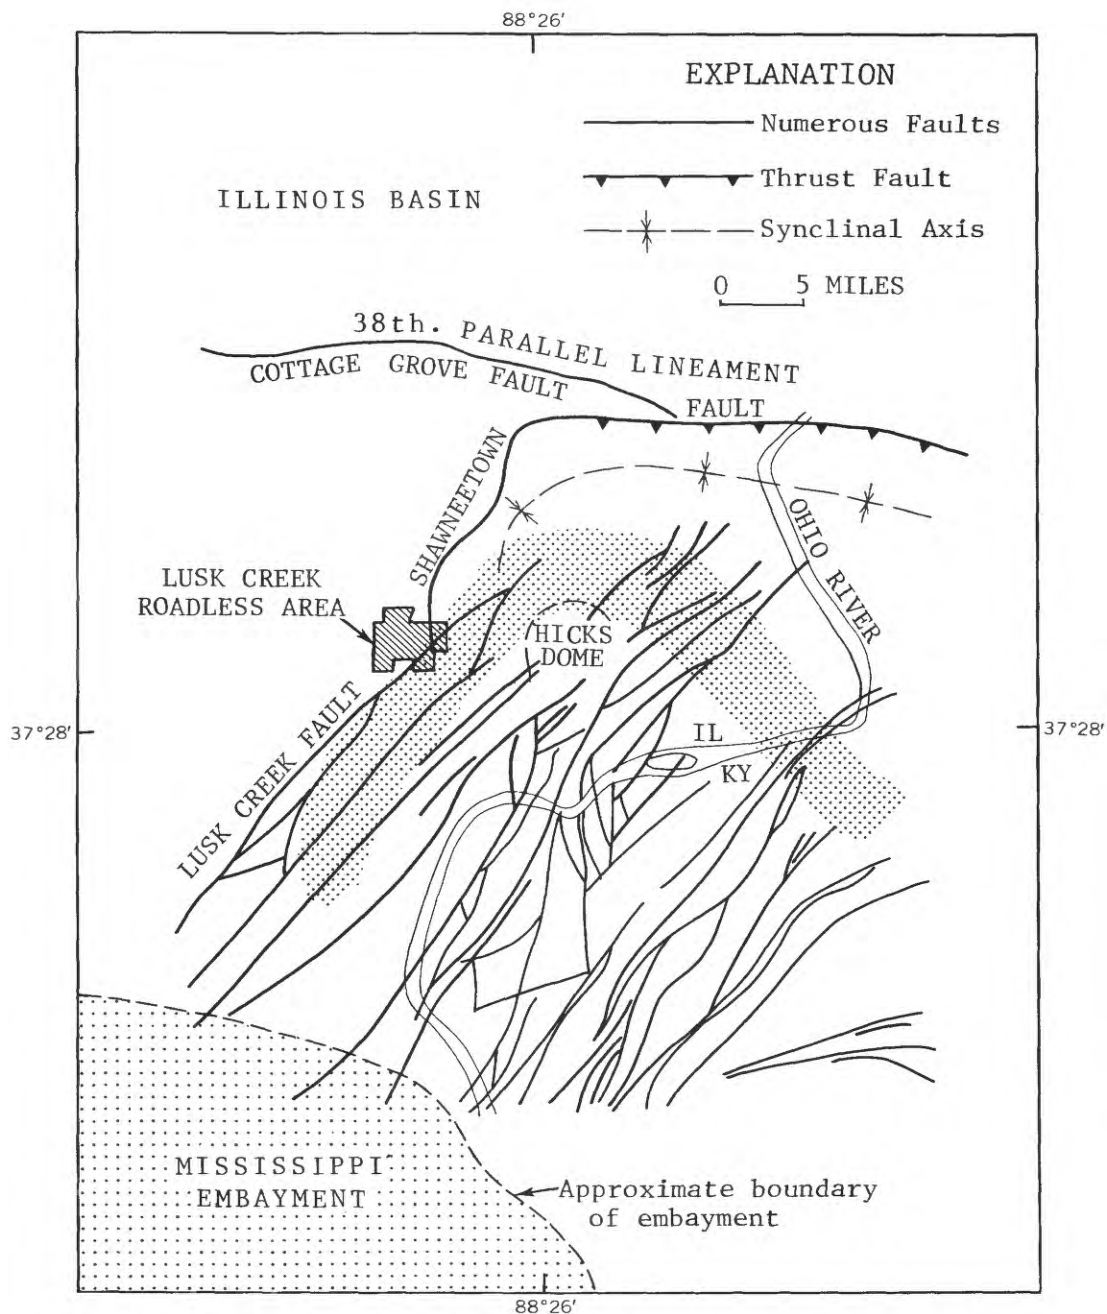 88°26′
EXPLANATION
Numerous Faults
Thrust Fault
Synclinal Axis
0 5 MILES
ILLINOIS BASIN
38th. PARALLEL LINEAMENT
COTTAGE GROVE FAULT
SHAWNEETOWN FAULT
OHIO RIVER
LUSK CREEK
ROADLESS AREA
HICKS
DOME
37°28′
37°28′
LUSK CREEK FAULT
IL
KY
MISSISSIPPI
EMBAYMENT
Approximate boundary
of embayment
88°26′